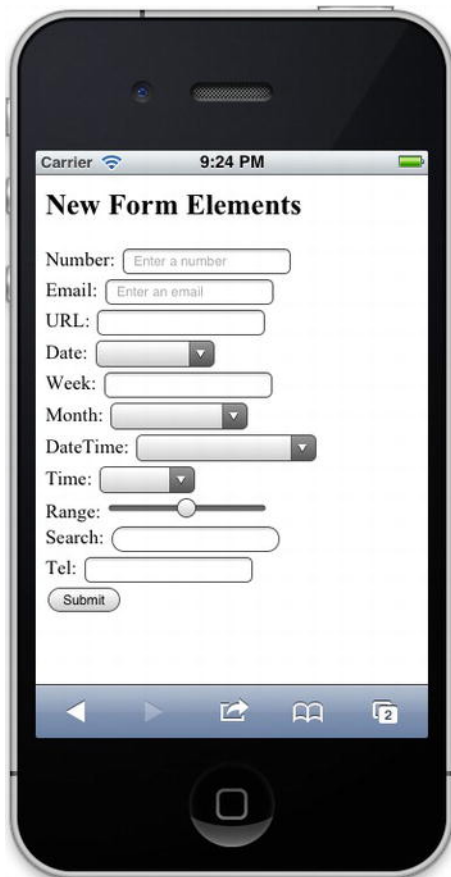 Carrier 9:24 PM
New Form Elements
Number: Enter a number
Email: Enter an email
URL:
Date:
Week:
Month:
DateTime:
Time:
Range:
Search:
Tel:
Submit
2